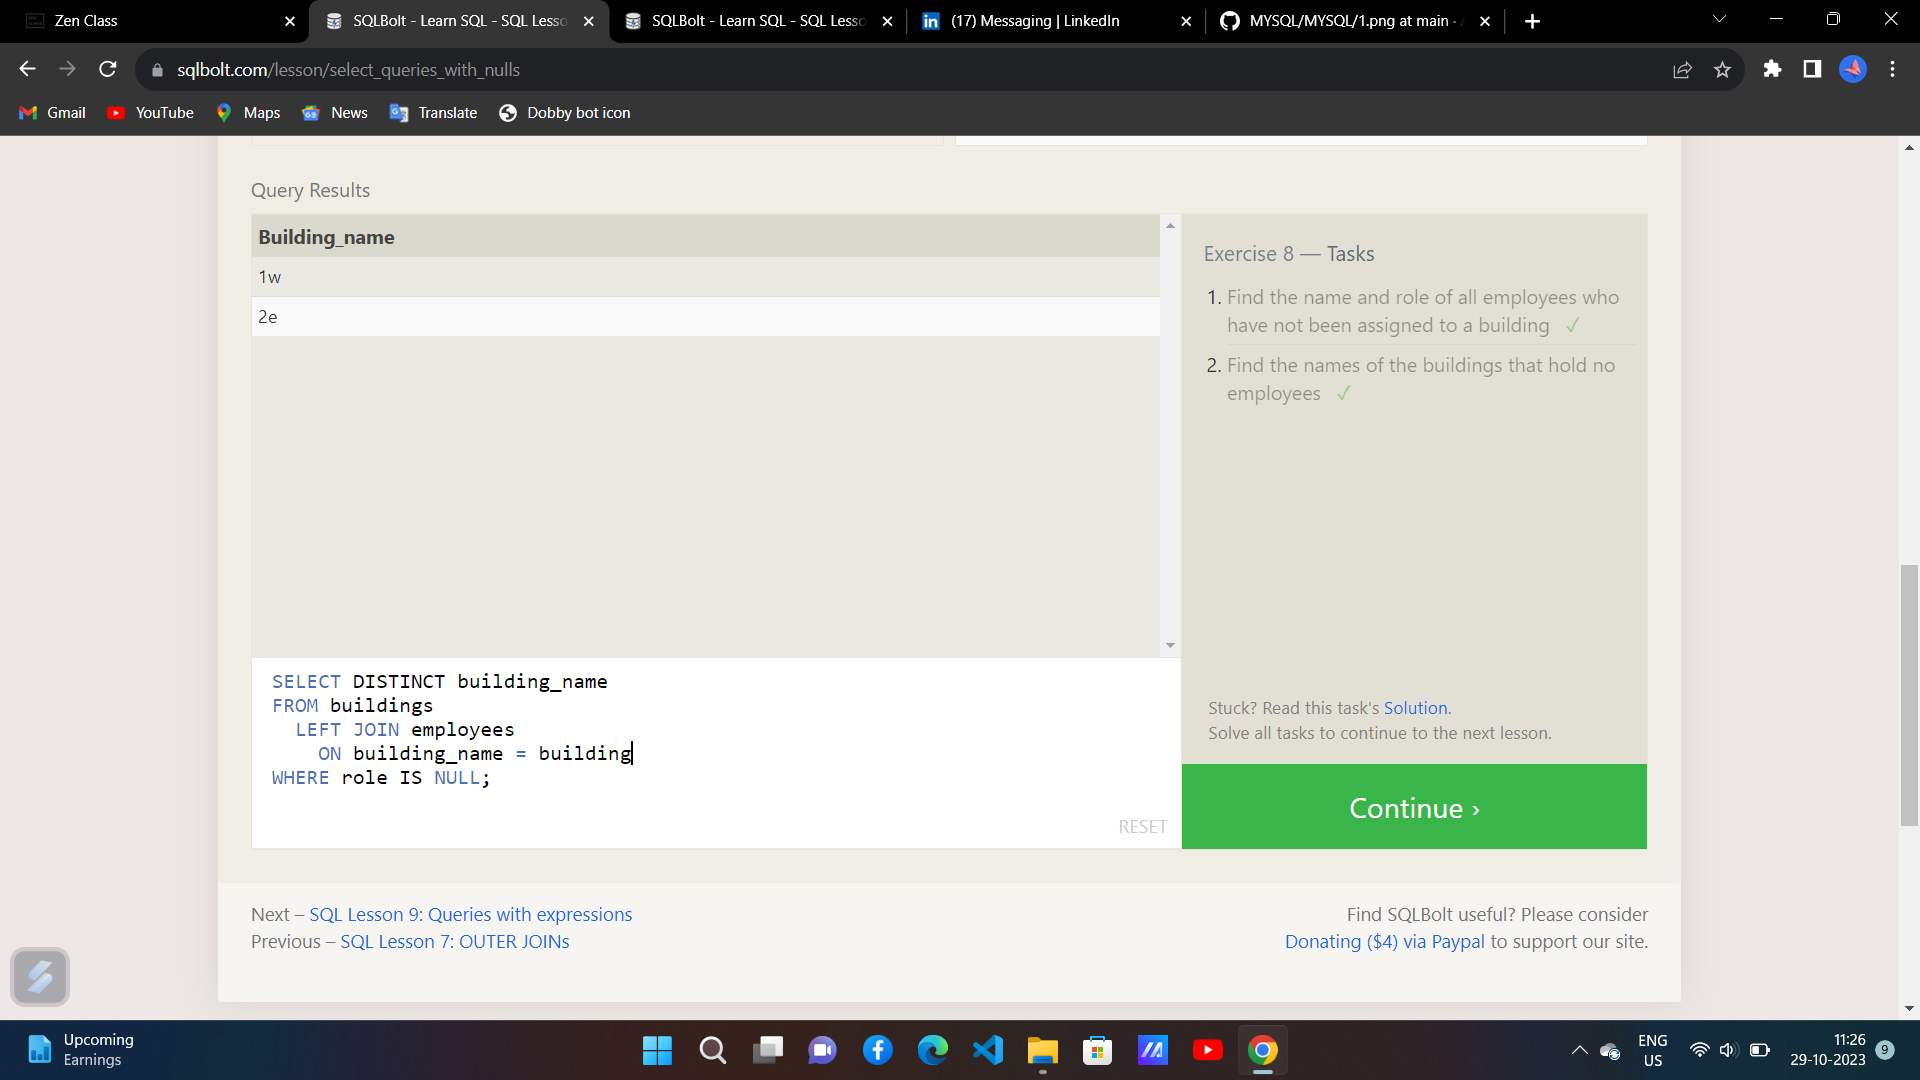 Zen Class
SQLBolt - Learn SQL - SQL Lesso
SQLBolt - Learn SQL - SQL Lesso
(17) Messaging | LinkedIn
MYSQL/MYSQL/1.png at main ·
sqlbolt.com/lesson/select_queries_with_nulls
Gmail
YouTube
Maps
News
Translate
Dobby bot icon
Query Results
Building_name
1w
2e
Exercise 8 — Tasks
1. Find the name and role of all employees who
have not been assigned to a building ✓
2. Find the names of the buildings that hold no
employees ✓
SELECT DISTINCT building_name
FROM buildings
LEFT JOIN employees
ON building_name = building
WHERE role IS NULL;
RESET
Stuck? Read this task's Solution.
Solve all tasks to continue to the next lesson.
Continue ›
Next – SQL Lesson 9: Queries with expressions
Previous – SQL Lesson 7: OUTER JOINs
Find SQLBolt useful? Please consider
Donating ($4) via Paypal to support our site.
Upcoming
Earnings
ENG
US
11:26
29-10-2023
9